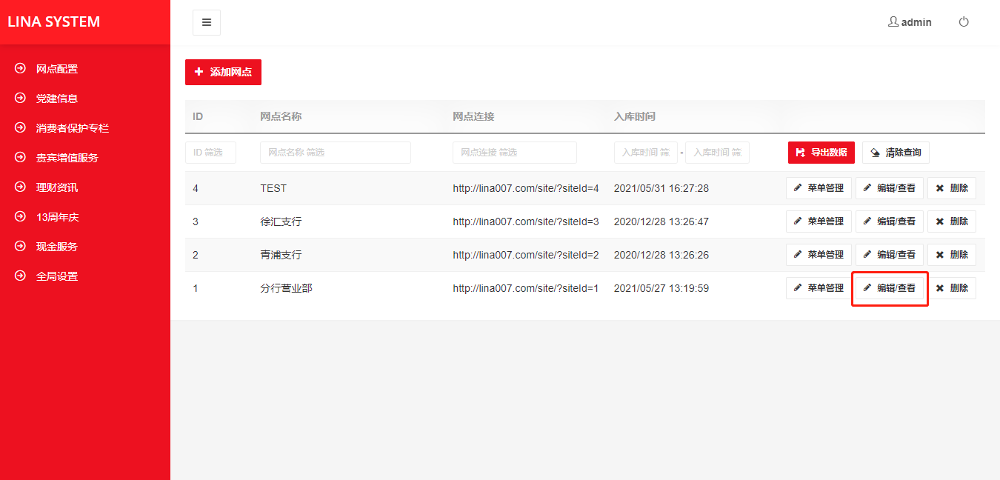 LINA SYSTEM
admin
网点配置
党建信息
消费者保护专栏
贵宾增值服务
理财资讯
13周年庆
现金服务
全局设置
添加网点
ID 网点名称 网点连接 入库时间
ID 筛选 网点名称 筛选 网点连接 筛选 入库时间 筛 - 入库时间 筛 导出数据 清除查询
4 TEST http://lina007.com/site/?siteId=4 2021/05/31 16:27:28 菜单管理 编辑/查看 删除
3 徐汇支行 http://lina007.com/site/?siteId=3 2020/12/28 13:26:47 菜单管理 编辑/查看 删除
2 青浦支行 http://lina007.com/site/?siteId=2 2020/12/28 13:26:26 菜单管理 编辑/查看 删除
1 分行营业部 http://lina007.com/site/?siteId=1 2021/05/27 13:19:59 菜单管理 编辑/查看 删除